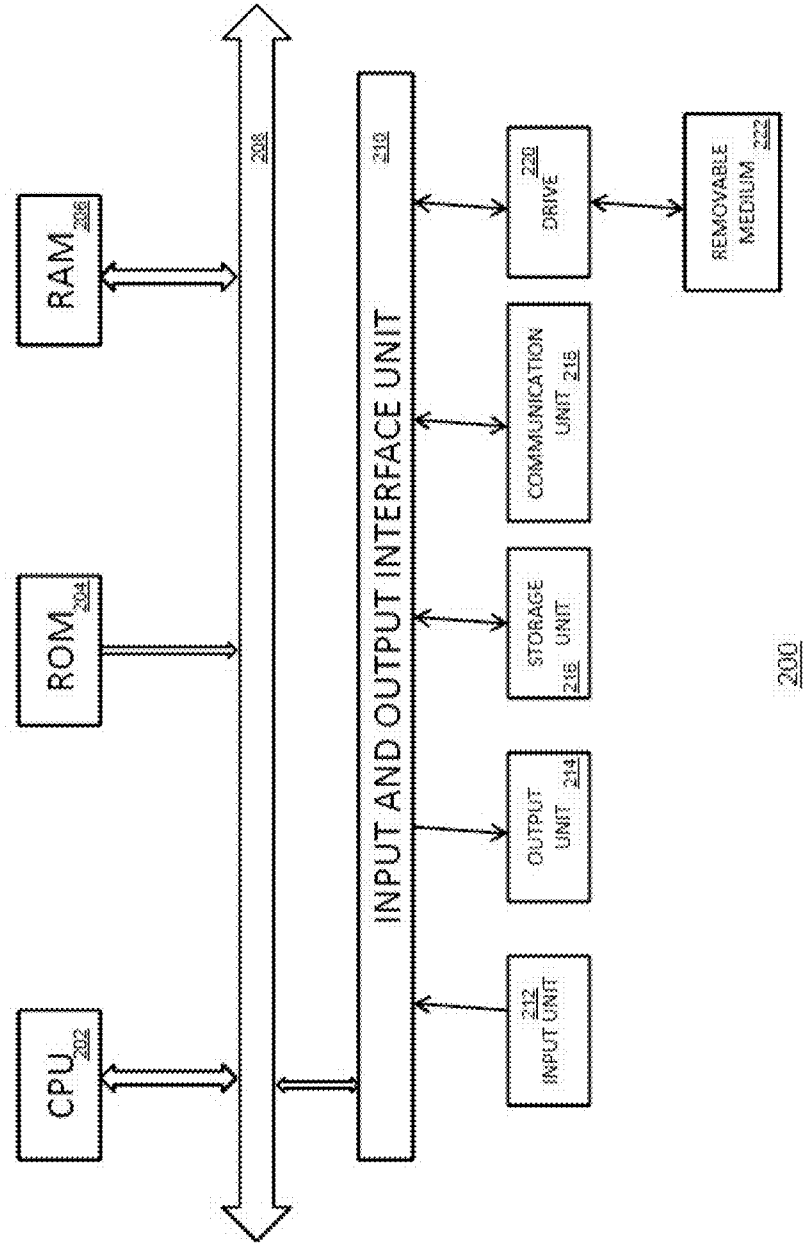 CPU
202
ROM
204
RAM
206
208
INPUT AND OUTPUT INTERFACE UNIT
210
212
INPUT UNIT
OUTPUT
UNIT 214
STORAGE
UNIT
216
COMMUNICATION
UNIT 218
220
DRIVE
REMOVABLE
MEDIUM 222
200